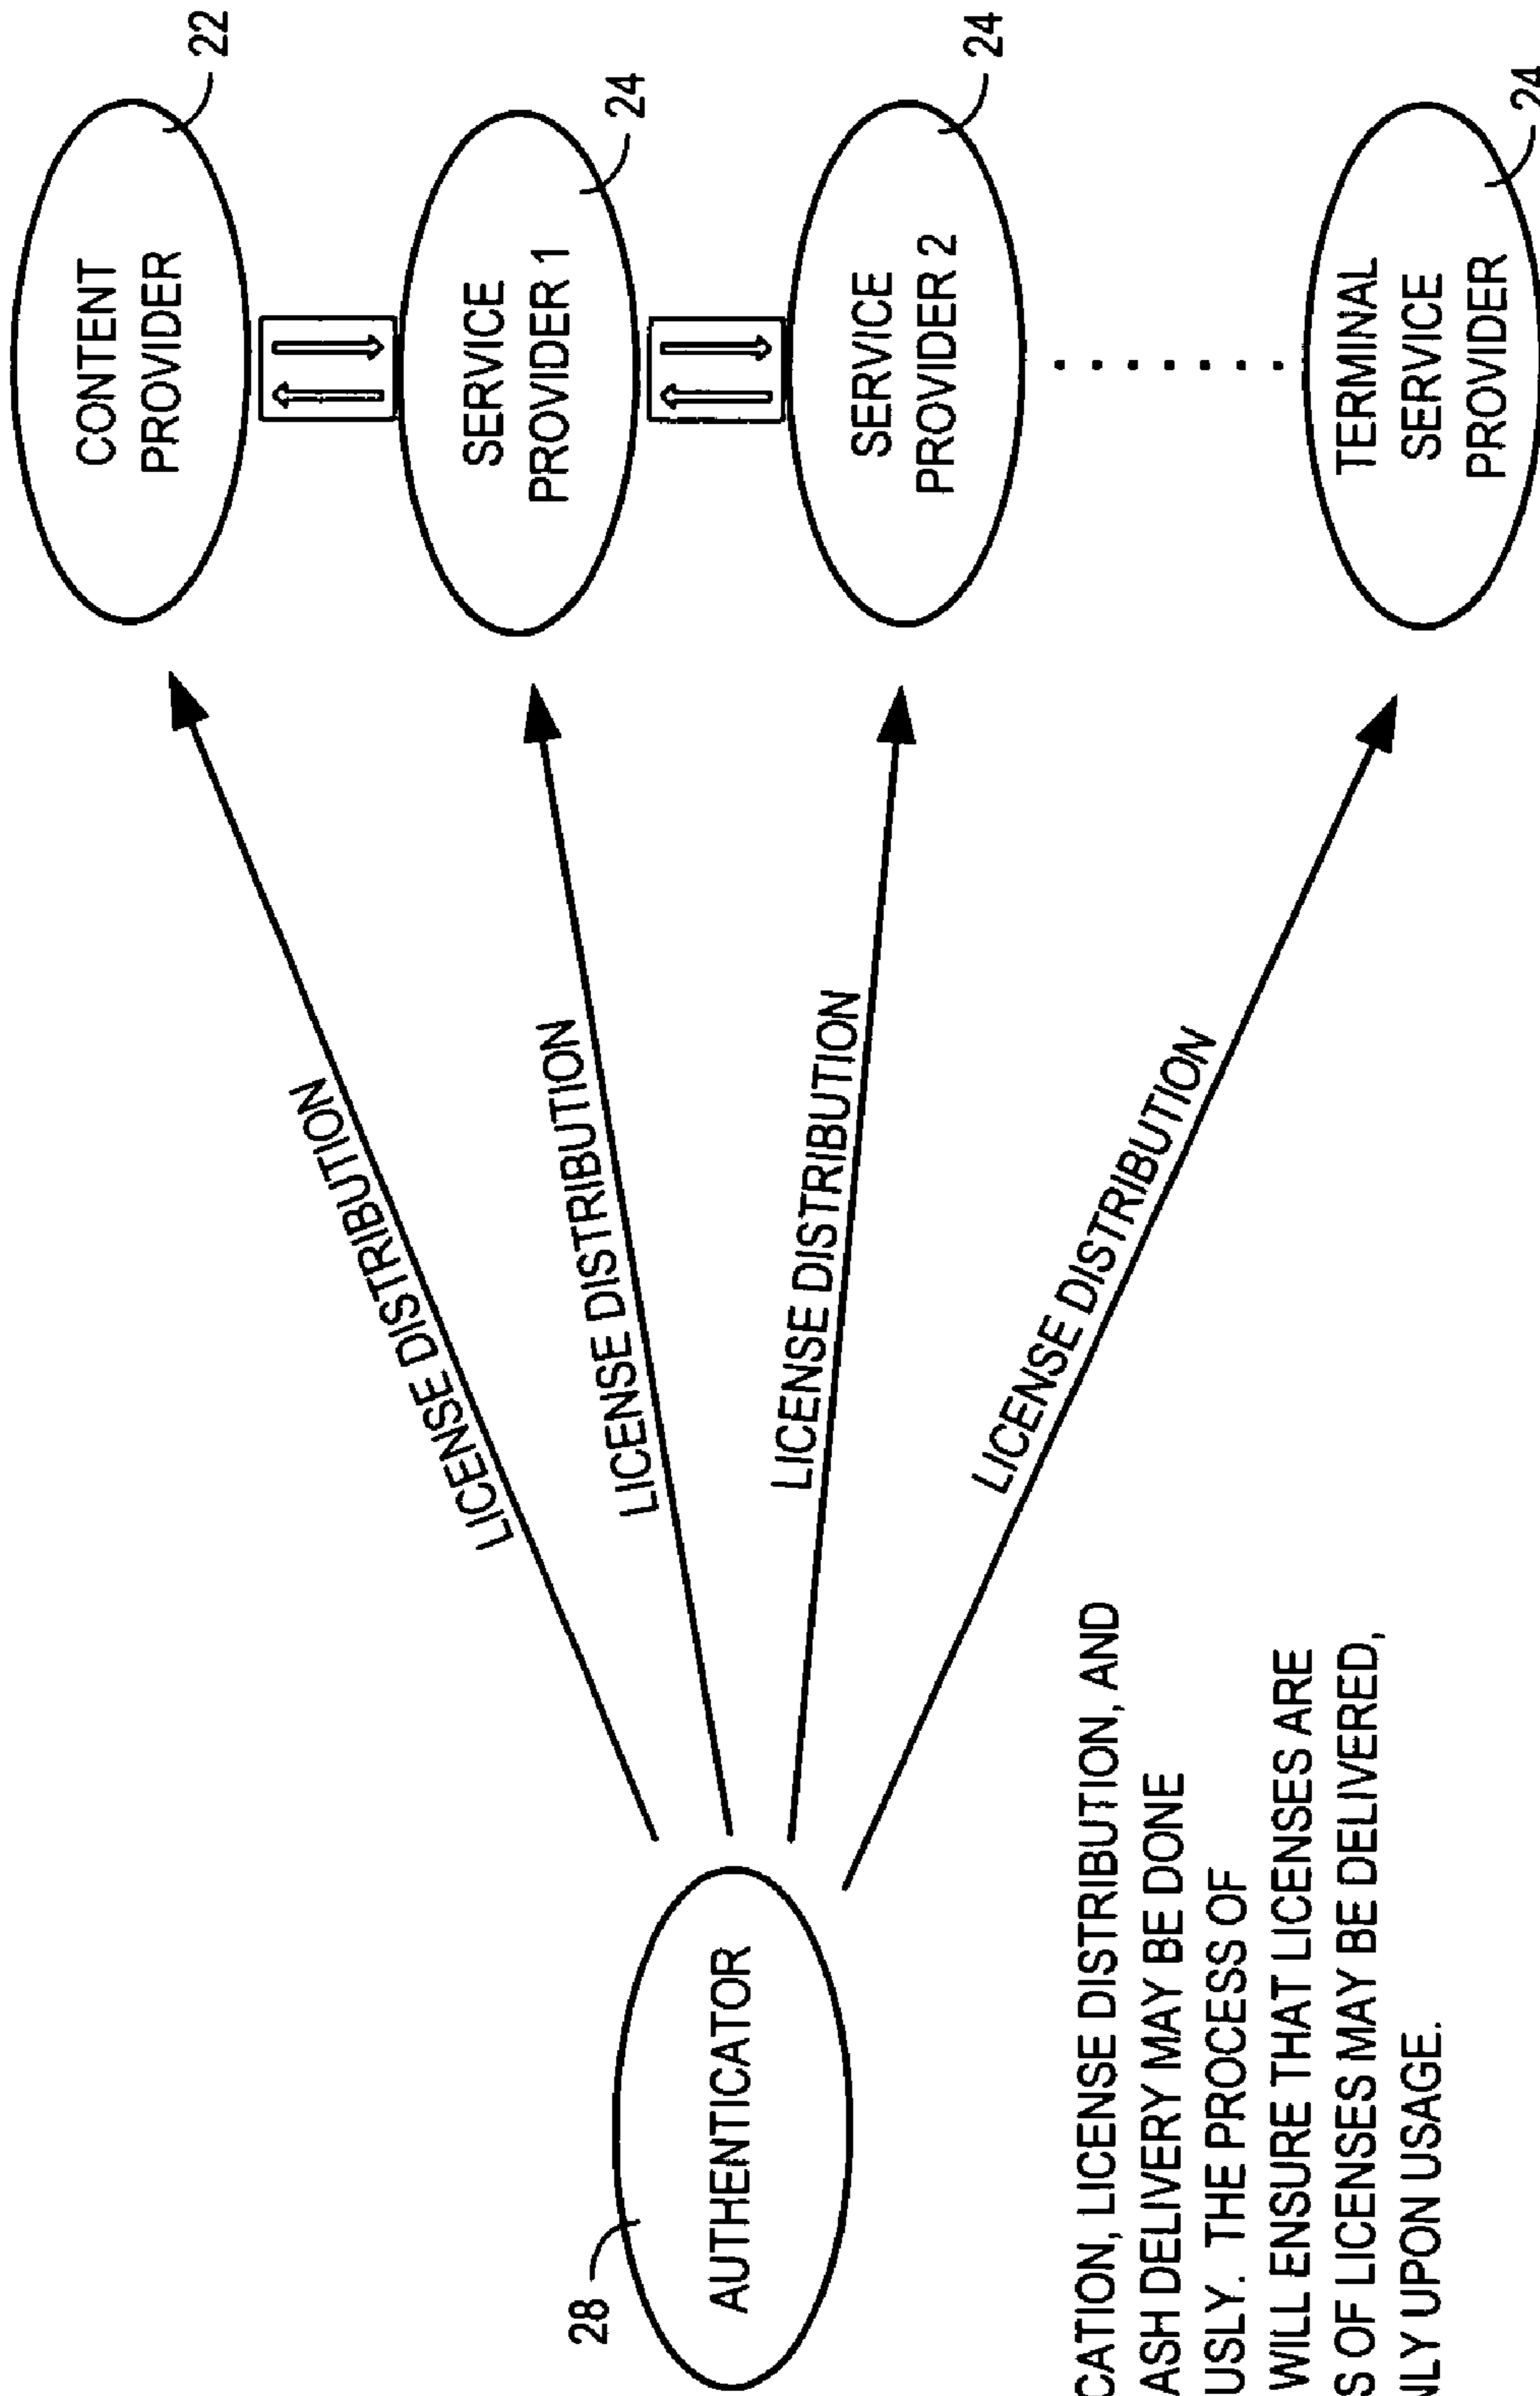 CONTENT
PROVIDER
22
SERVICE
PROVIDER 1
24
SERVICE
PROVIDER 2
24
TERMINAL
SERVICE
PROVIDER
24
LICENSE DISTRIBUTION
LICENSE DISTRIBUTION
LICENSE DISTRIBUTION
LICENSE DISTRIBUTION
AUTHENTICATOR
28
CATION, LICENSE DISTRIBUTION, AND
ASH DELIVERY MAY BE DONE
USLY. THE PROCESS OF
WILL ENSURE THAT LICENSES ARE
S OF LICENSES MAY BE DELIVERED,
NLY UPON USAGE.